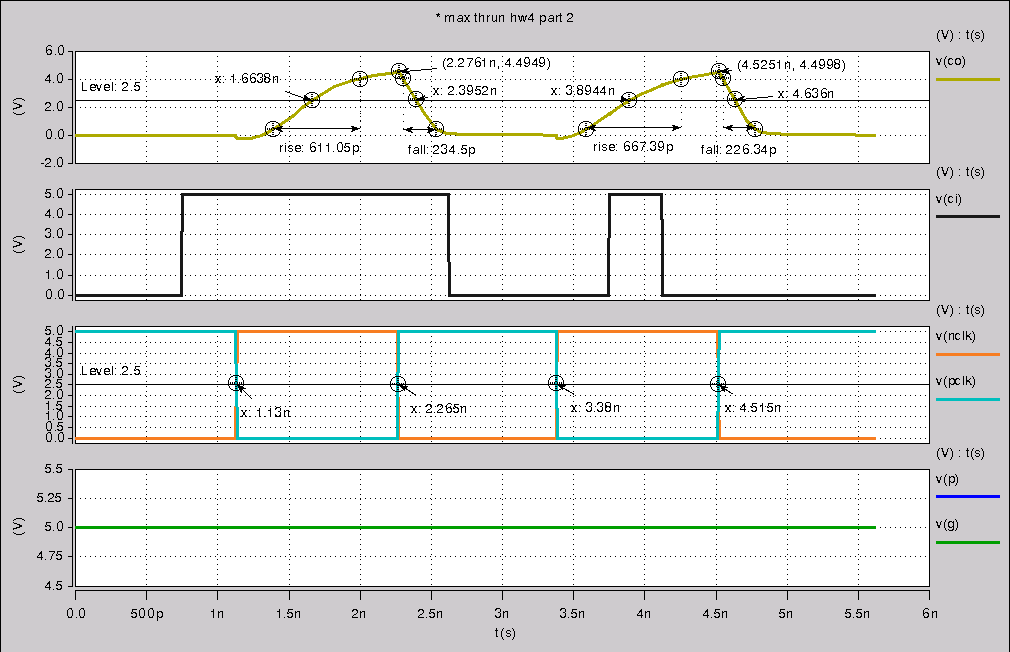 * max thrun hw4 part 2
(V) : t(s)
v(co)
6.0
4.0
2.0
0.0
-2.0
(V)
Level: 2.5
x: 1.6638n
(2.2761n, 4.4949)
x: 2.3952n
x: 3.8944n
(4.5251n, 4.4998)
x: 4.636n
rise: 611.05p
fall: 234.5p
rise: 667.39p
fall: 226.34p
(V) : t(s)
v(ci)
5.0
4.0
3.0
2.0
1.0
0.0
(V)
(V) : t(s)
v(nclk)
v(pclk)
5.0
4.5
4.0
3.5
3.0
2.5
2.0
1.5
1.0
0.5
0.0
(V)
Level: 2.5
x: 1.13n
x: 2.265n
x: 3.38n
x: 4.515n
(V) : t(s)
v(p)
v(g)
5.5
5.25
5.0
4.75
4.5
(V)
0.0 500p 1n 1.5n 2n 2.5n 3n 3.5n 4n 4.5n 5n 5.5n 6n
t(s)